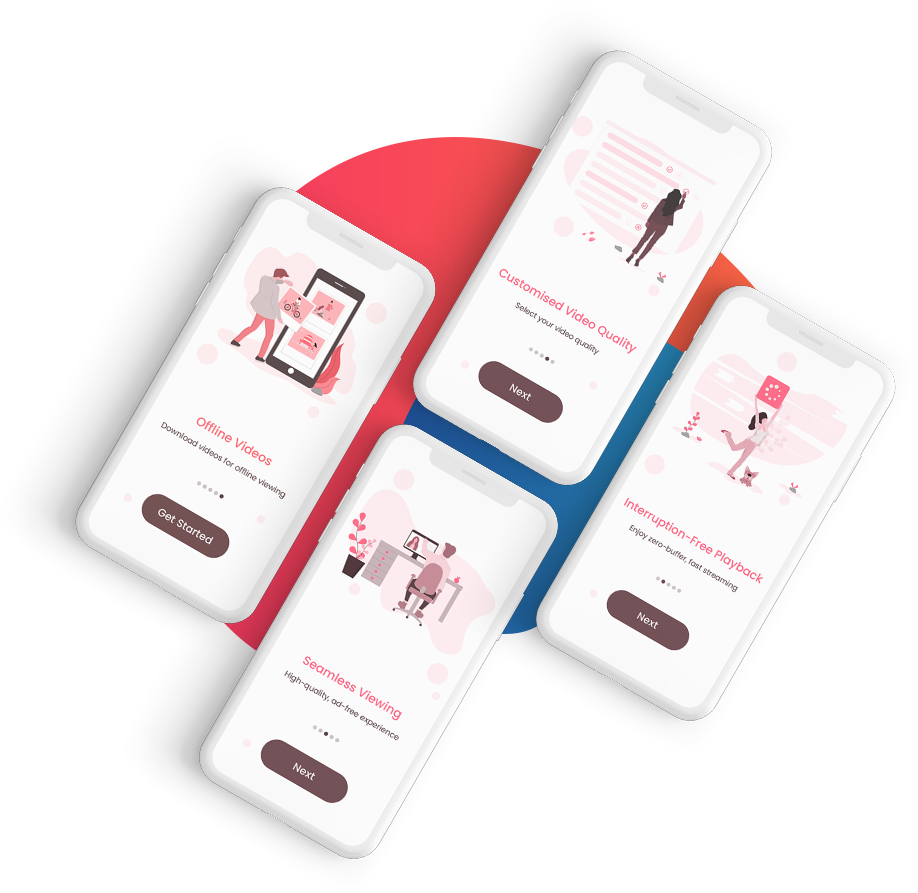 Customised Video Quality
Select your video quality
Next
Offline Videos
Download videos for offline viewing
Get Started
Interruption-Free Playback
Enjoy zero-buffer, fast streaming
Next
Seamless Viewing
High-quality, ad-free experience
Next